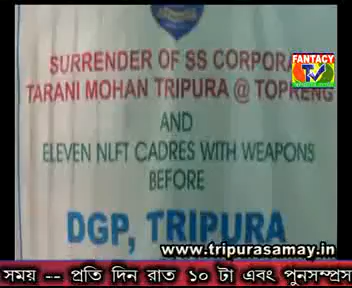 FANTACY
TV
SURRENDER OF SS CORPORA
TARANI MOHAN TRIPURA @ TOPRENG
AND
ELEVEN NLFT CADRES WITH WEAPONS
BEFORE
DGP, TRIPURA
www.tripurasamay.in
সময় -- প্রতি দিন রাত ১০ টা এবং পুনসম্প্রস